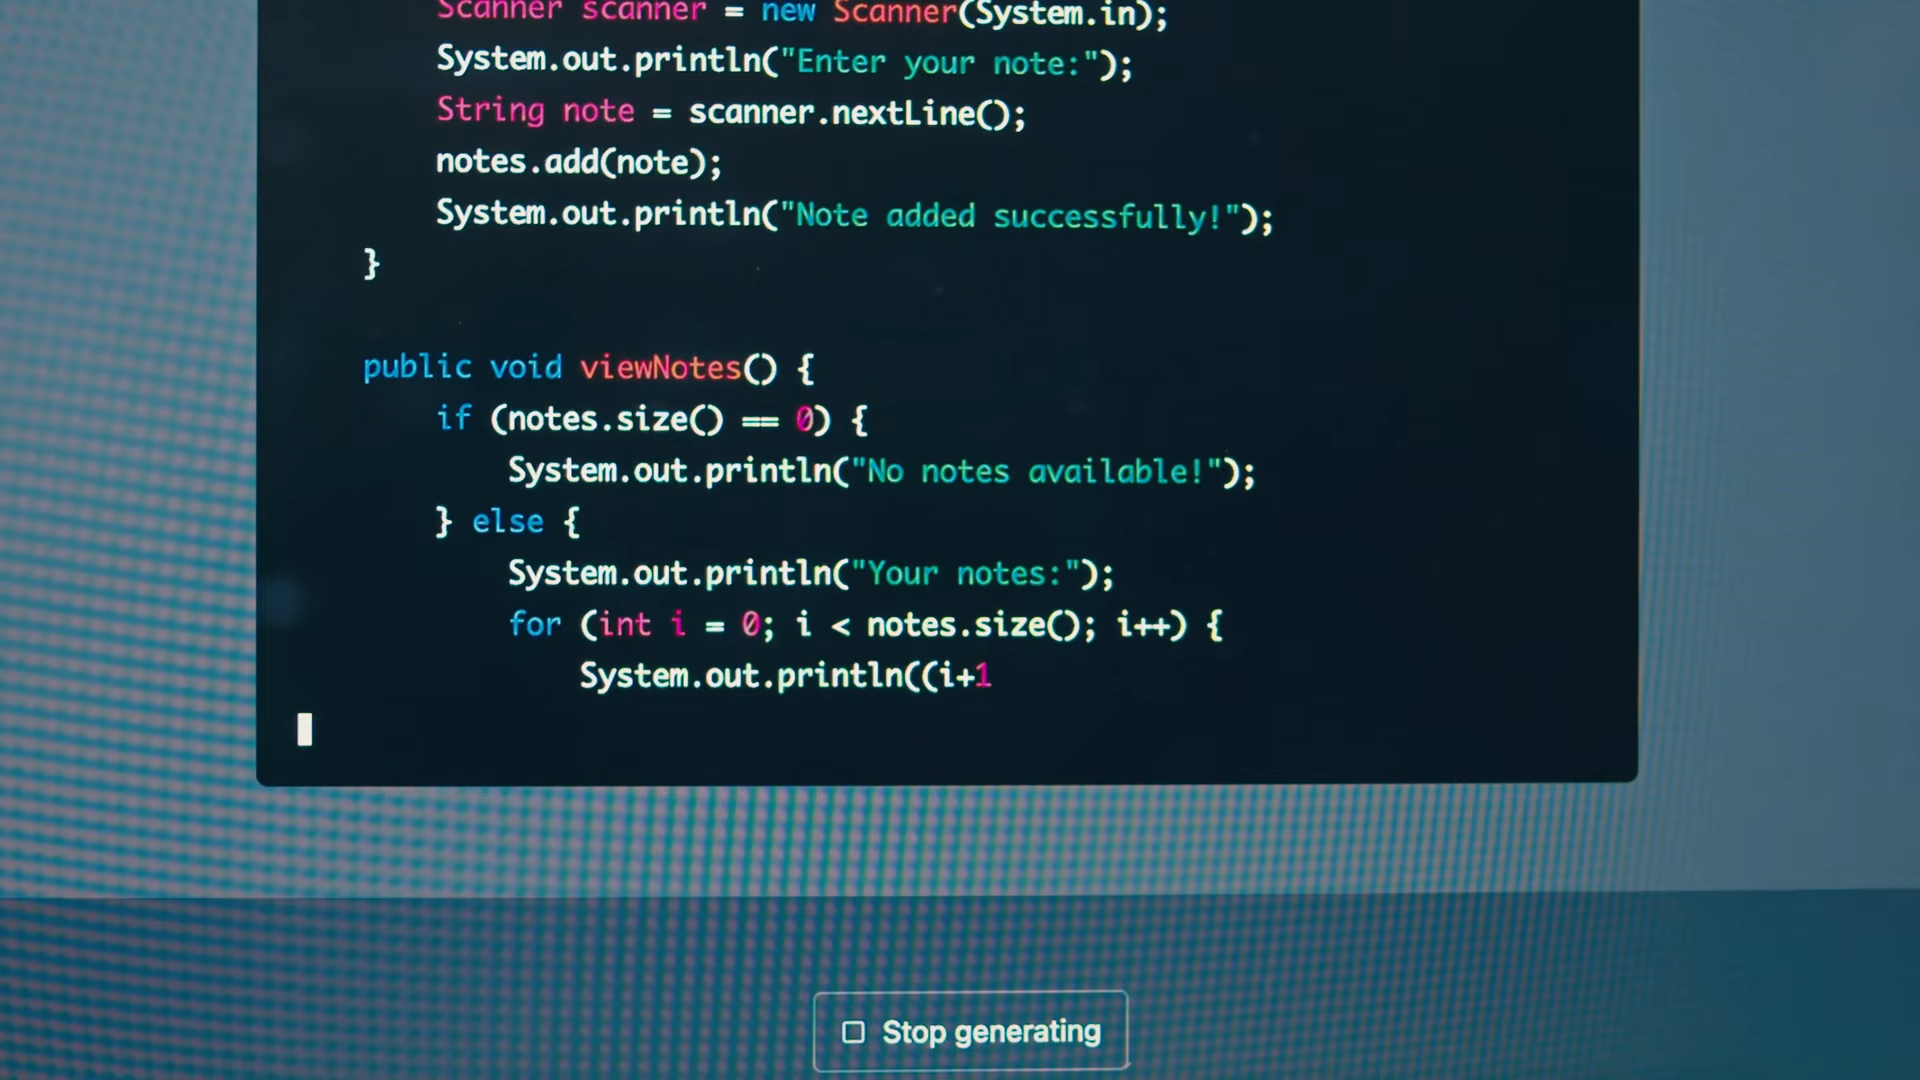 Scanner scanner = new Scanner(System.in);
System.out.println("Enter your note:");
String note = scanner.nextLine();
notes.add(note);
System.out.println("Note added successfully!");
}
public void viewNotes() {
if (notes.size() == 0) {
System.out.println("No notes available!");
} else {
System.out.println("Your notes:");
for (int i = 0; i < notes.size(); i++) {
System.out.println((i+1
Stop generating